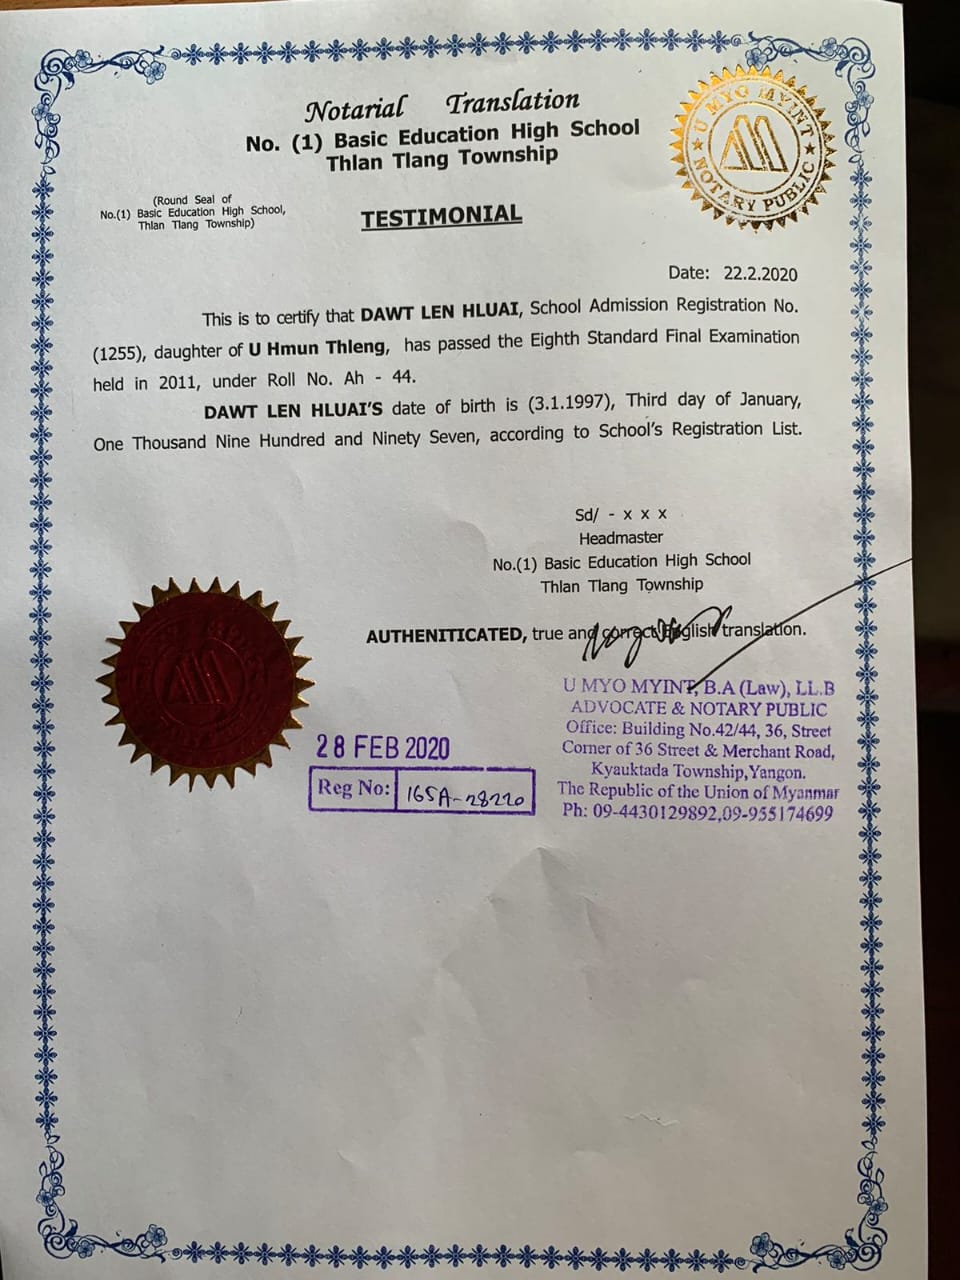 Notarial Translation
No. (1) Basic Education High School
Thlan Tlang Township
U MYO MYINT
NOTARY PUBLIC
(Round Seal of
No.(1) Basic Education High School,
Thlan Tlang Township)
TESTIMONIAL
Date: 22.2.2020
This is to certify that DAWT LEN HLUAI, School Admission Registration No.
(1255), daughter of U Hmun Thleng, has passed the Eighth Standard Final Examination
held in 2011, under Roll No. Ah - 44.
DAWT LEN HLUAI'S date of birth is (3.1.1997), Third day of January,
One Thousand Nine Hundred and Ninety Seven, according to School's Registration List.
Sd/ - x x x
Headmaster
No.(1) Basic Education High School
Thlan Tlang Township
AUTHENITICATED, true and correct English translation.
U MYO MYINT, B.A (Law), LL.B
ADVOCATE & NOTARY PUBLIC
Office: Building No.42/44, 36, Street
Corner of 36 Street & Merchant Road,
Kyauktada Township,Yangon.
The Republic of the Union of Myanmar
Ph: 09-4430129892,09-955174699
28 FEB 2020
Reg No: 165A-28220